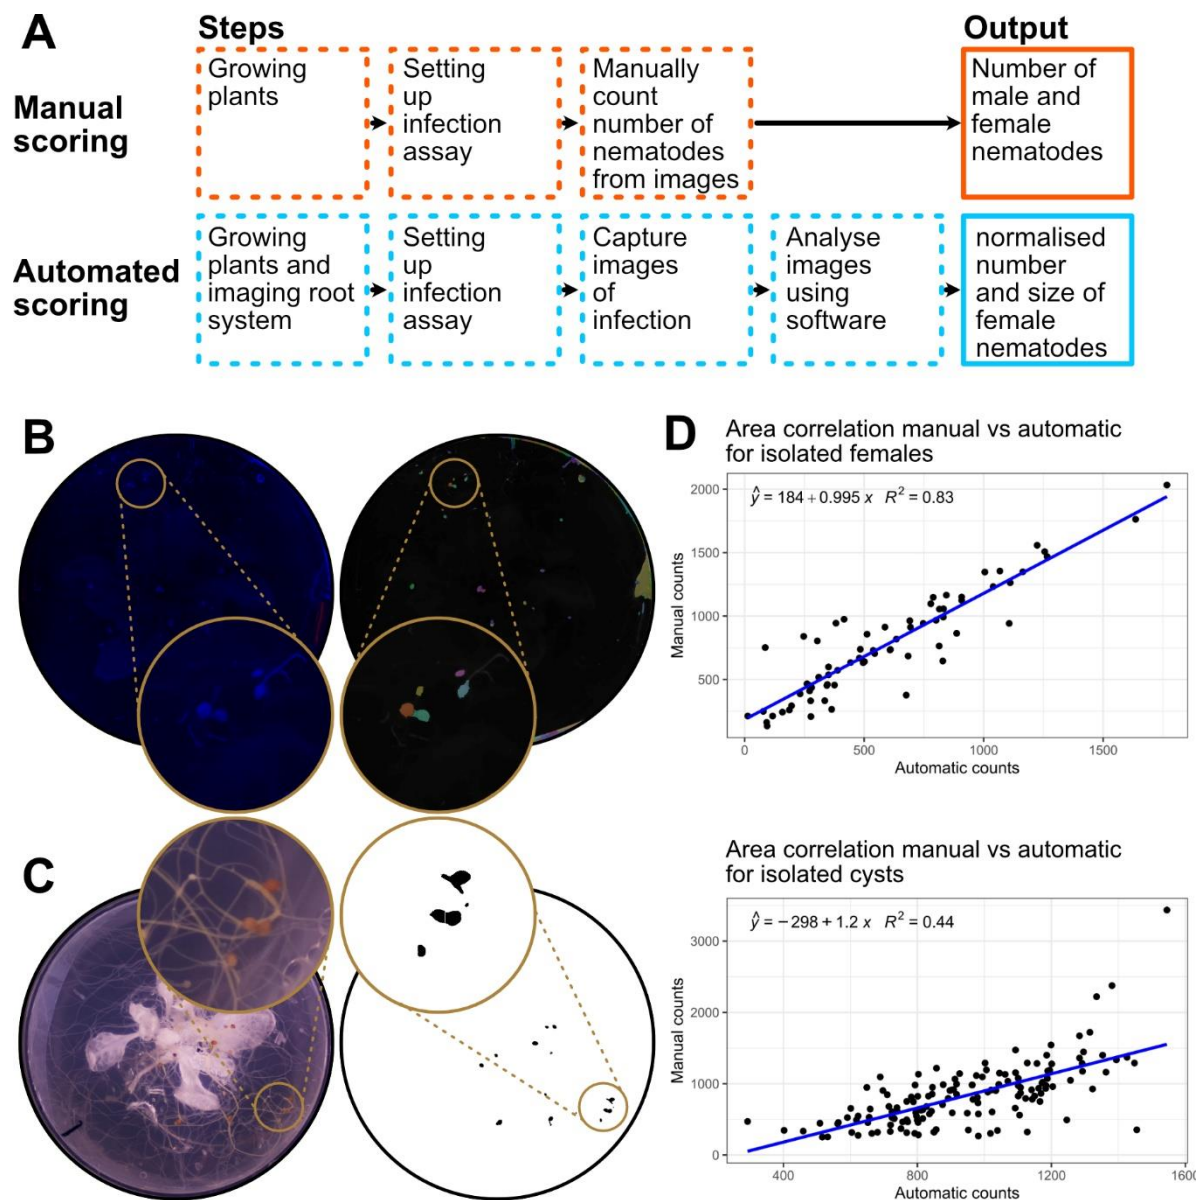 A
Steps
Output
Manual
scoring
Growing
plants
Setting
up
infection
assay
Manually
count
number of
nematodes
from images
Number of
male and
female
nematodes
Automated
scoring
Growing
plants and
imaging root
system
Setting
up
infection
assay
Capture
images
of
infection
Analyse
images
using
software
normalised
number
and size of
female
nematodes
B
C
D
Area correlation manual vs automatic
for isolated females
ŷ = 184 + 0.995 x R² = 0.83
Manual counts
2000
1500
1000
500
0 500 1000 1500
Automatic counts
Area correlation manual vs automatic
for isolated cysts
ŷ = −298 + 1.2 x R² = 0.44
Manual counts
3000
2000
1000
0
400 800 1200 1600
Automatic counts